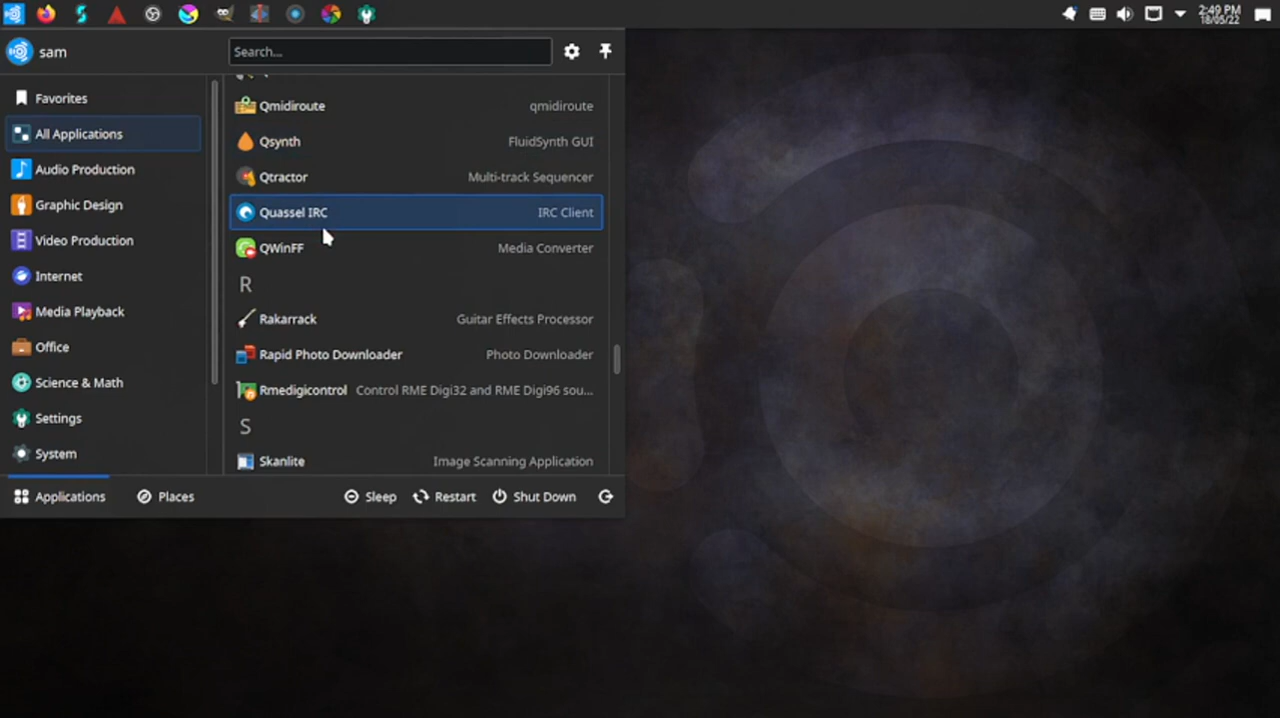 2:49 PM
18/05/22
sam
Search...
Favorites
All Applications
Audio Production
Graphic Design
Video Production
Internet
Media Playback
Office
Science & Math
Settings
System
Qmidiroute qmidiroute
Qsynth FluidSynth GUI
Qtractor Multi-track Sequencer
Quassel IRC IRC Client
QWinFF Media Converter
R
Rakarrack Guitar Effects Processor
Rapid Photo Downloader Photo Downloader
Rmedigicontrol Control RME Digi32 and RME Digi96 sou...
S
Skanlite Image Scanning Application
Applications Places Sleep Restart Shut Down